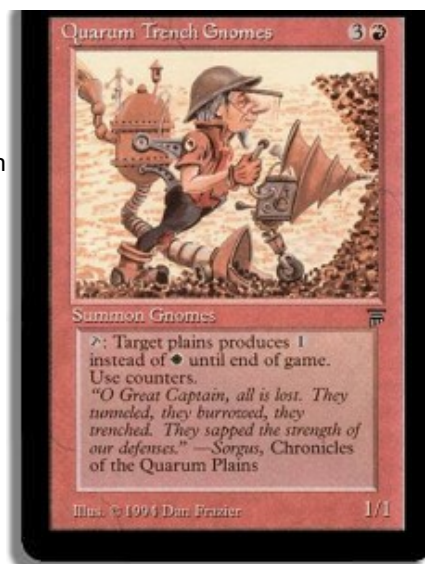 Quarum Trench Gnomes 3
n
Summon Gnomes
: Target plains produces 1
instead of until end of game.
Use counters.
"O Great Captain, all is lost. They
tunneled, they burrowed, they
trenched. They sapped the strength of
our defenses." —Sorgus, Chronicles
of the Quarum Plains
Illus. © 1994 Dan Frazier 1/1